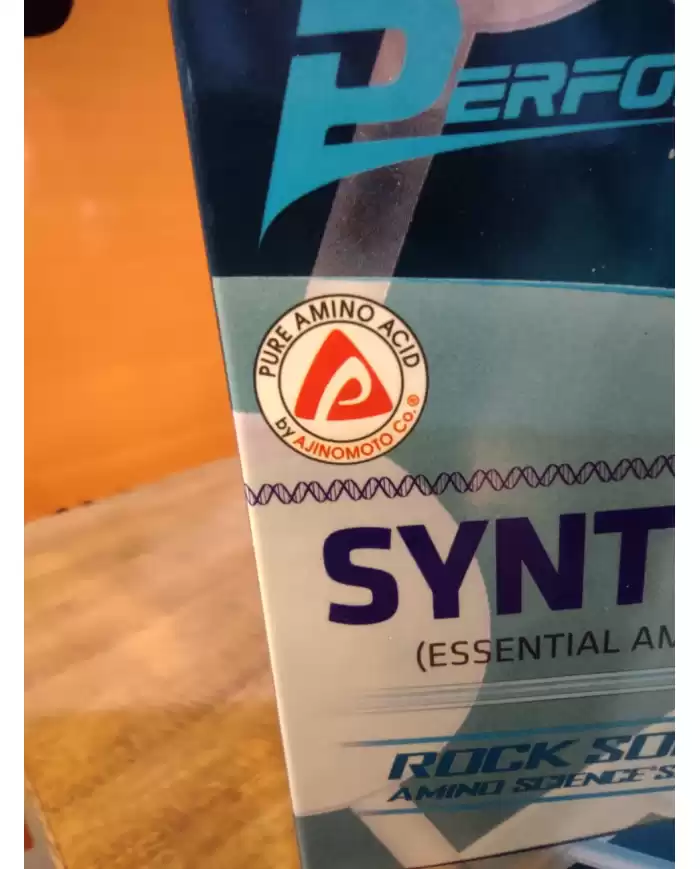 PERFO
PURE AMINO ACID
by AJINOMOTO Co.®
SYNT
(ESSENTIAL AM
ROCK SO
AMINO SCIENCE'S